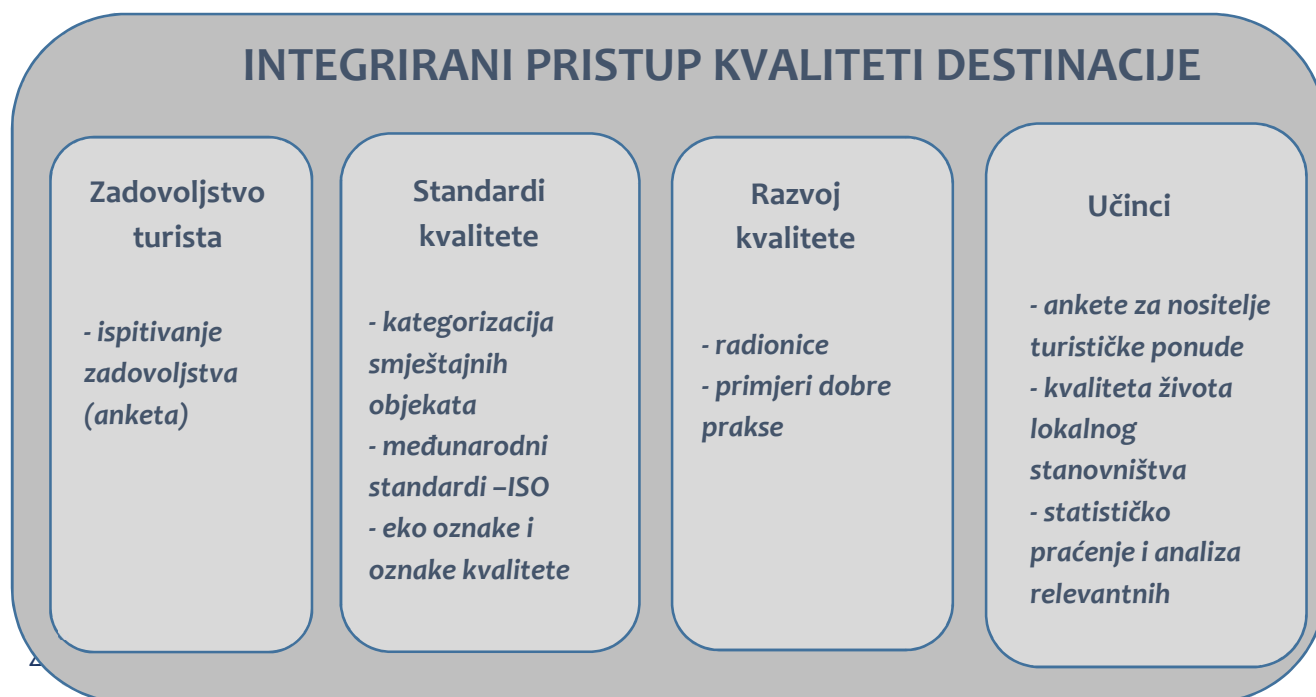 INTEGRIRANI PRISTUP KVALITETI DESTINACIJE
Zadovoljstvo
turista
- ispitivanje
zadovoljstva
(anketa)
Standardi
kvalitete
- kategorizacija
smještajnih
objekata
- međunarodni
standardi –ISO
- eko oznake i
oznake kvalitete
Razvoj
kvalitete
- radionice
- primjeri dobre
prakse
Učinci
- ankete za nositelje
turističke ponude
- kvaliteta života
lokalnog
stanovništva
- statističko
praćenje i analiza
relevantnih